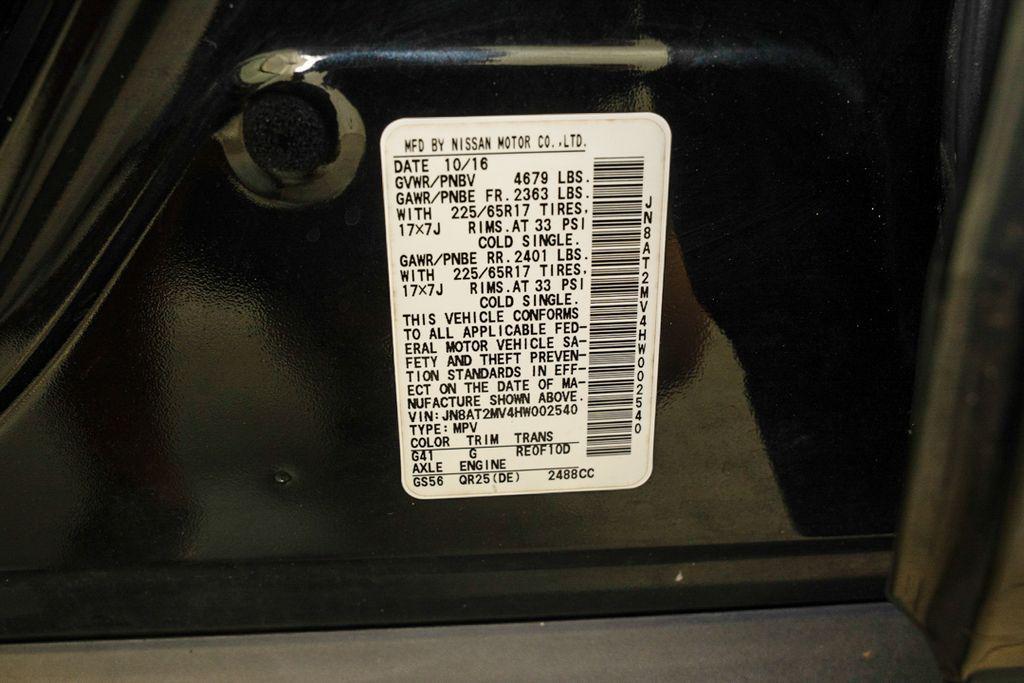 MFD BY NISSAN MOTOR CO.,LTD.
DATE 10/16
GVWR/PNBV 4679 LBS.
GAWR/PNBE FR. 2363 LBS.
WITH 225/65R17 TIRES,
17×7J RIMS.AT 33 PSI
COLD SINGLE.
GAWR/PNBE RR. 2401 LBS.
WITH 225/65R17 TIRES,
17×7J RIMS.AT 33 PSI
COLD SINGLE.
THIS VEHICLE CONFORMS
TO ALL APPLICABLE FED-
ERAL MOTOR VEHICLE SA-
FETY AND THEFT PREVEN-
TION STANDARDS IN EFF-
ECT ON THE DATE OF MA-
NUFACTURE SHOWN ABOVE.
VIN:JN8AT2MV4HW002540
TYPE:MPV
COLOR TRIM TRANS
G41 G RE0F10D
AXLE ENGINE
GS56 QR25(DE) 2488CC
JN8AT2MV4HW002540